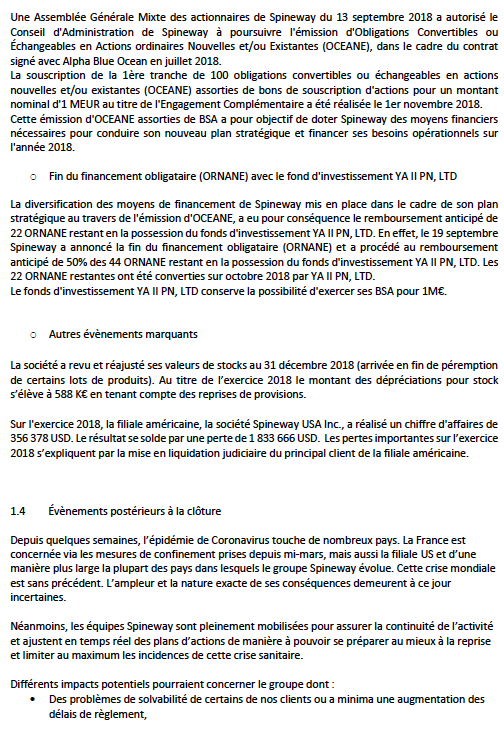 Une Assemblée Générale Mixte des actionnaires de Spineway du 13 septembre 2018 a autorisé le
Conseil d'Administration de Spineway à poursuivre l'émission d'Obligations Convertibles ou
Échangeables en Actions ordinaires Nouvelles et/ou Existantes (OCEANE), dans le cadre du contrat
signé avec Alpha Blue Ocean en juillet 2018.
La souscription de la 1ère tranche de 100 obligations convertibles ou échangeables en actions
nouvelles et/ou existantes (OCEANE) assorties de bons de souscription d'actions pour un montant
nominal d'1 MEUR au titre de l'Engagement Complémentaire a été réalisée le 1er novembre 2018.
Cette émission d'OCEANE assorties de BSA a pour objectif de doter Spineway des moyens financiers
nécessaires pour conduire son nouveau plan stratégique et financer ses besoins opérationnels sur
l'année 2018.
○ Fin du financement obligataire (ORNANE) avec le fond d'investissement YA II PN, LTD
La diversification des moyens de financement de Spineway mis en place dans le cadre de son plan
stratégique au travers de l'émission d'OCEANE, a eu pour conséquence le remboursement anticipé de
22 ORNANE restant en la possession du fonds d'investissement YA II PN, LTD. En effet, le 19 septembre
Spineway a annoncé la fin du financement obligataire (ORNANE) et a procédé au remboursement
anticipé de 50% des 44 ORNANE restant en la possession du fonds d'investissement YA II PN, LTD. Les
22 ORNANE restantes ont été converties sur octobre 2018 par YA II PN, LTD.
Le fonds d'investissement YA II PN, LTD conserve la possibilité d'exercer ses BSA pour 1M€.
○ Autres évènements marquants
La société a revu et réajusté ses valeurs de stocks au 31 décembre 2018 (arrivée en fin de péremption
de certains lots de produits). Au titre de l'exercice 2018 le montant des dépréciations pour stock
s'élève à 588 K€ en tenant compte des reprises de provisions.
Sur l'exercice 2018, la filiale américaine, la société Spineway USA Inc., a réalisé un chiffre d'affaires de
356 378 USD. Le résultat se solde par une perte de 1 833 666 USD. Les pertes importantes sur l'exercice
2018 s'expliquent par la mise en liquidation judiciaire du principal client de la filiale américaine.
1.4 Évènements postérieurs à la clôture
Depuis quelques semaines, l'épidémie de Coronavirus touche de nombreux pays. La France est
concernée via les mesures de confinement prises depuis mi-mars, mais aussi la filiale US et d'une
manière plus large la plupart des pays dans lesquels le groupe Spineway évolue. Cette crise mondiale
est sans précédent. L'ampleur et la nature exacte de ses conséquences demeurent à ce jour
incertaines.
Néanmoins, les équipes Spineway sont pleinement mobilisées pour assurer la continuité de l'activité
et ajustent en temps réel des plans d'actions de manière à pouvoir se préparer au mieux à la reprise
et limiter au maximum les incidences de cette crise sanitaire.
Différents impacts potentiels pourraient concerner le groupe dont :
• Des problèmes de solvabilité de certains de nos clients ou a minima une augmentation des
délais de règlement,